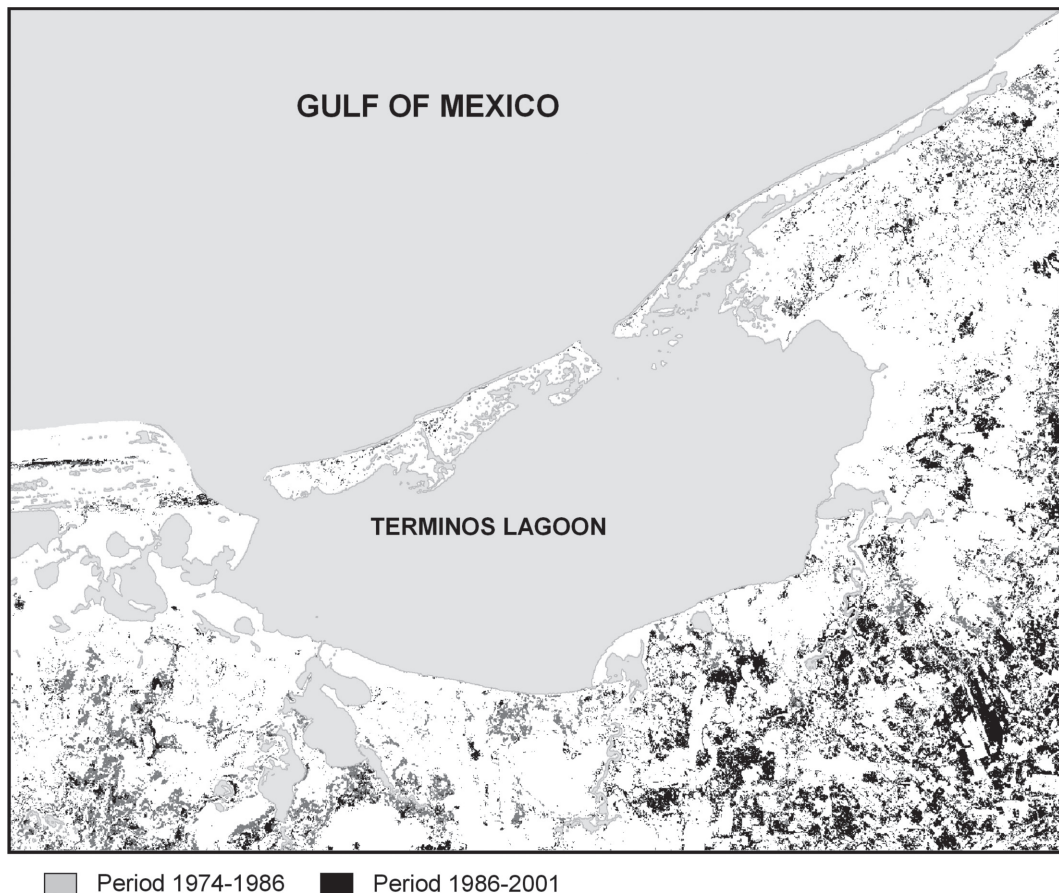 GULF OF MEXICO
TERMINOS LAGOON
Period 1974-1986 Period 1986-2001